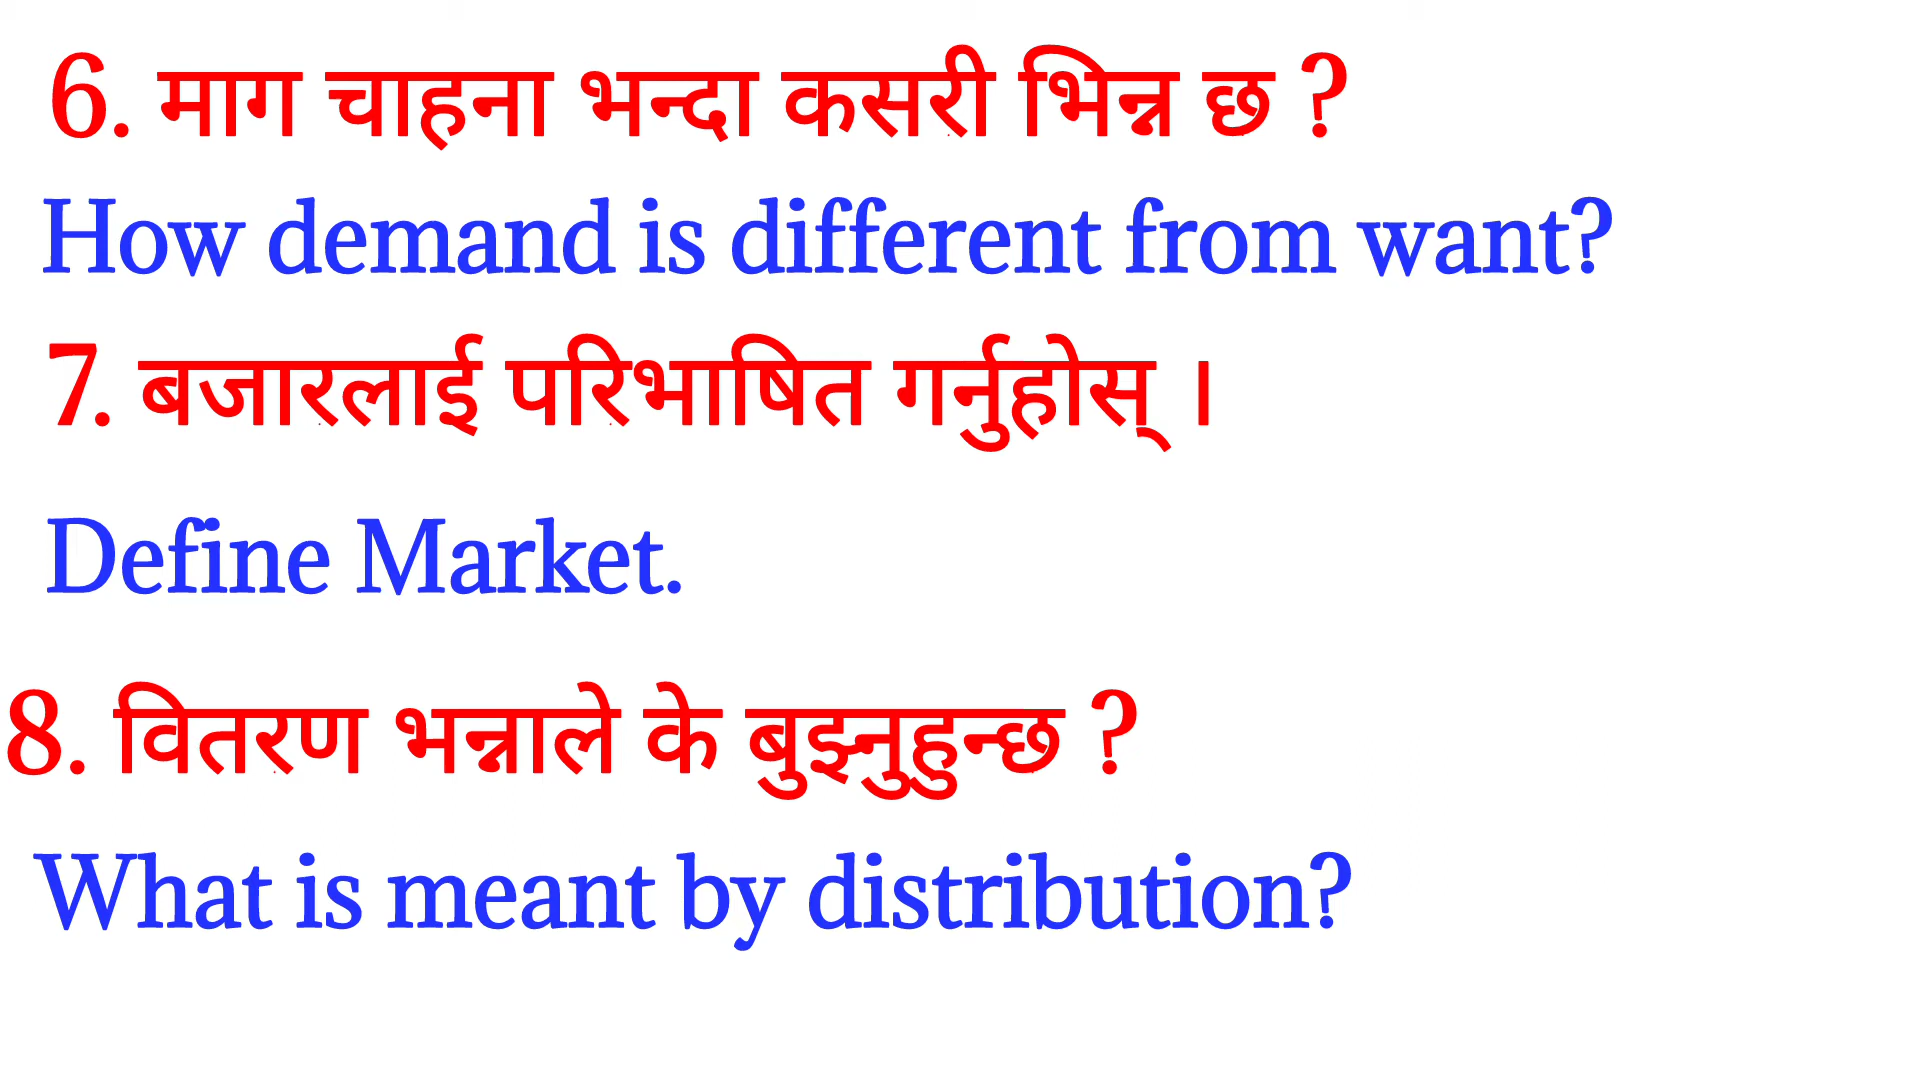 6. माग चाहना भन्दा कसरी भिन्न छ ?
How demand is different from want?
7. बजारलाई परिभाषित गर्नुहोस् ।
Define Market.
8. वितरण भन्नाले के बुझ्नुहुन्छ ?
What is meant by distribution?